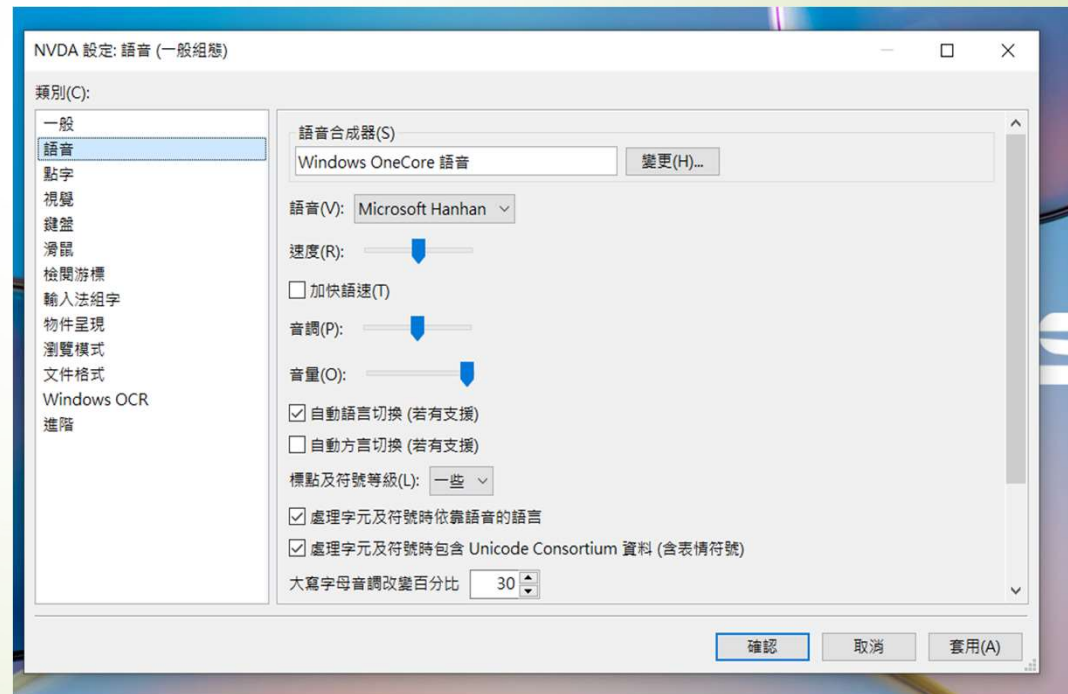 NVDA 設定: 語音 (一般組態)
類別(C):
一般
語音
點字
視覺
鍵盤
滑鼠
檢閱游標
輸入法組字
物件呈現
瀏覽模式
文件格式
Windows OCR
進階
語音合成器(S)
Windows OneCore 語音 變更(H)...
語音(V): Microsoft Hanhan
速度(R):
加快語速(T)
音調(P):
音量(O):
自動語言切換 (若有支援)
自動方言切換 (若有支援)
標點及符號等級(L): 一些
處理字元及符號時依靠語音的語言
處理字元及符號時包含 Unicode Consortium 資料 (含表情符號)
大寫字母音調改變百分比 30
確認 取消 套用(A)